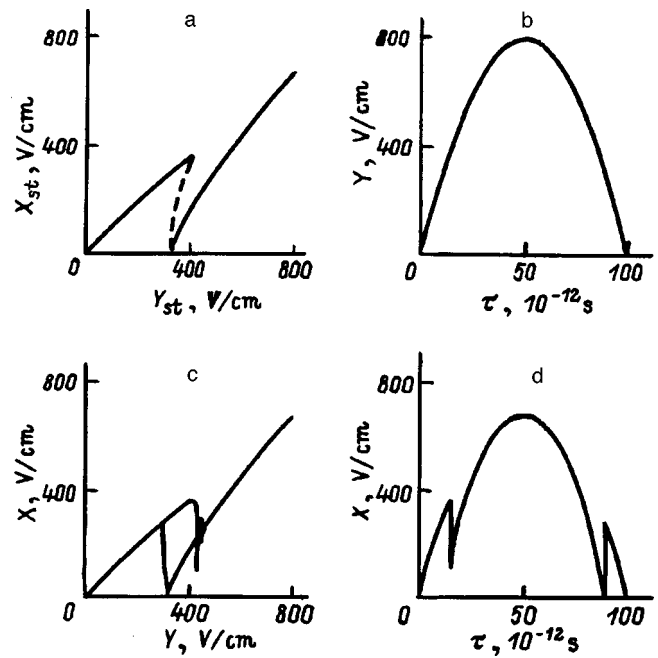 a
800
400
0
400
800
X_st, V/cm
Y_st, V/cm
b
800
400
0
50
100
Y, V/cm
τ, 10⁻¹² s
c
800
400
0
400
800
X, V/cm
Y, V/cm
d
800
400
0
50
100
X, V/cm
τ, 10⁻¹² s